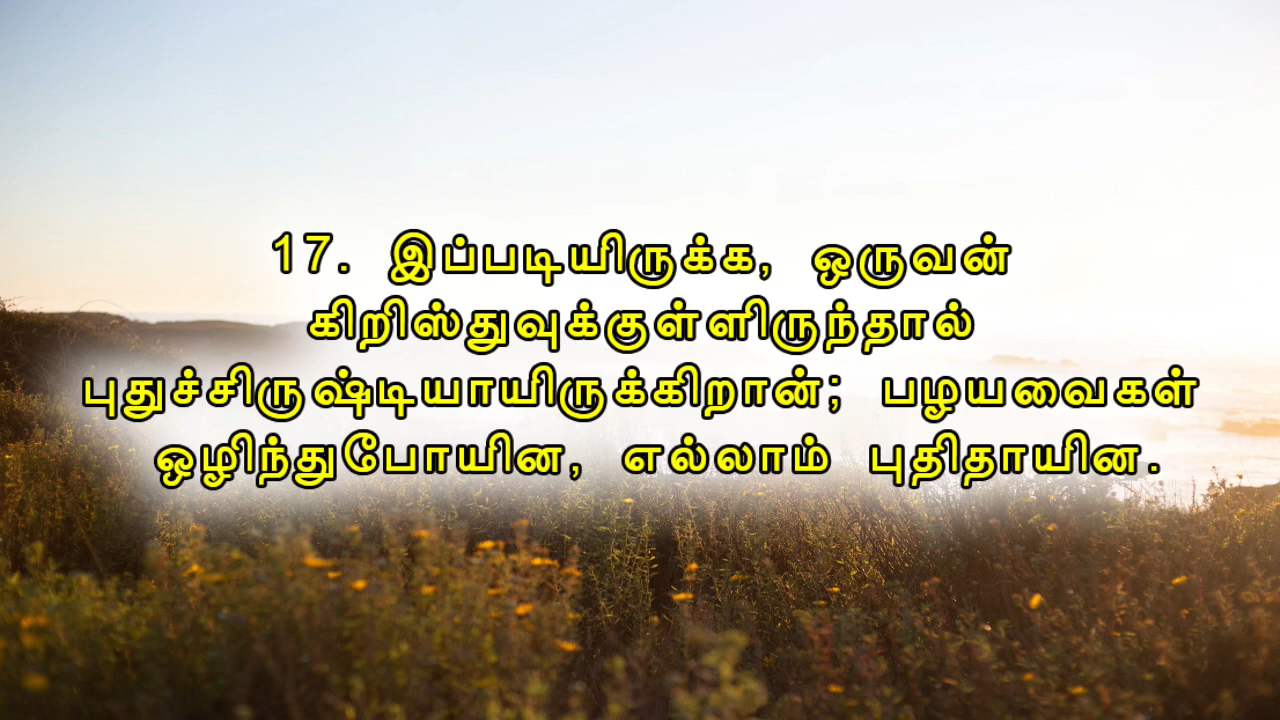 17. இப்படியிருக்க, ஒருவன்
கிறிஸ்துவுக்குள்ளிருந்தால்
புதுச்சிருஷ்டியாயிருக்கிறான்; பழயவைகள்
ஒழிந்துபோயின, எல்லாம் புதிதாயின.